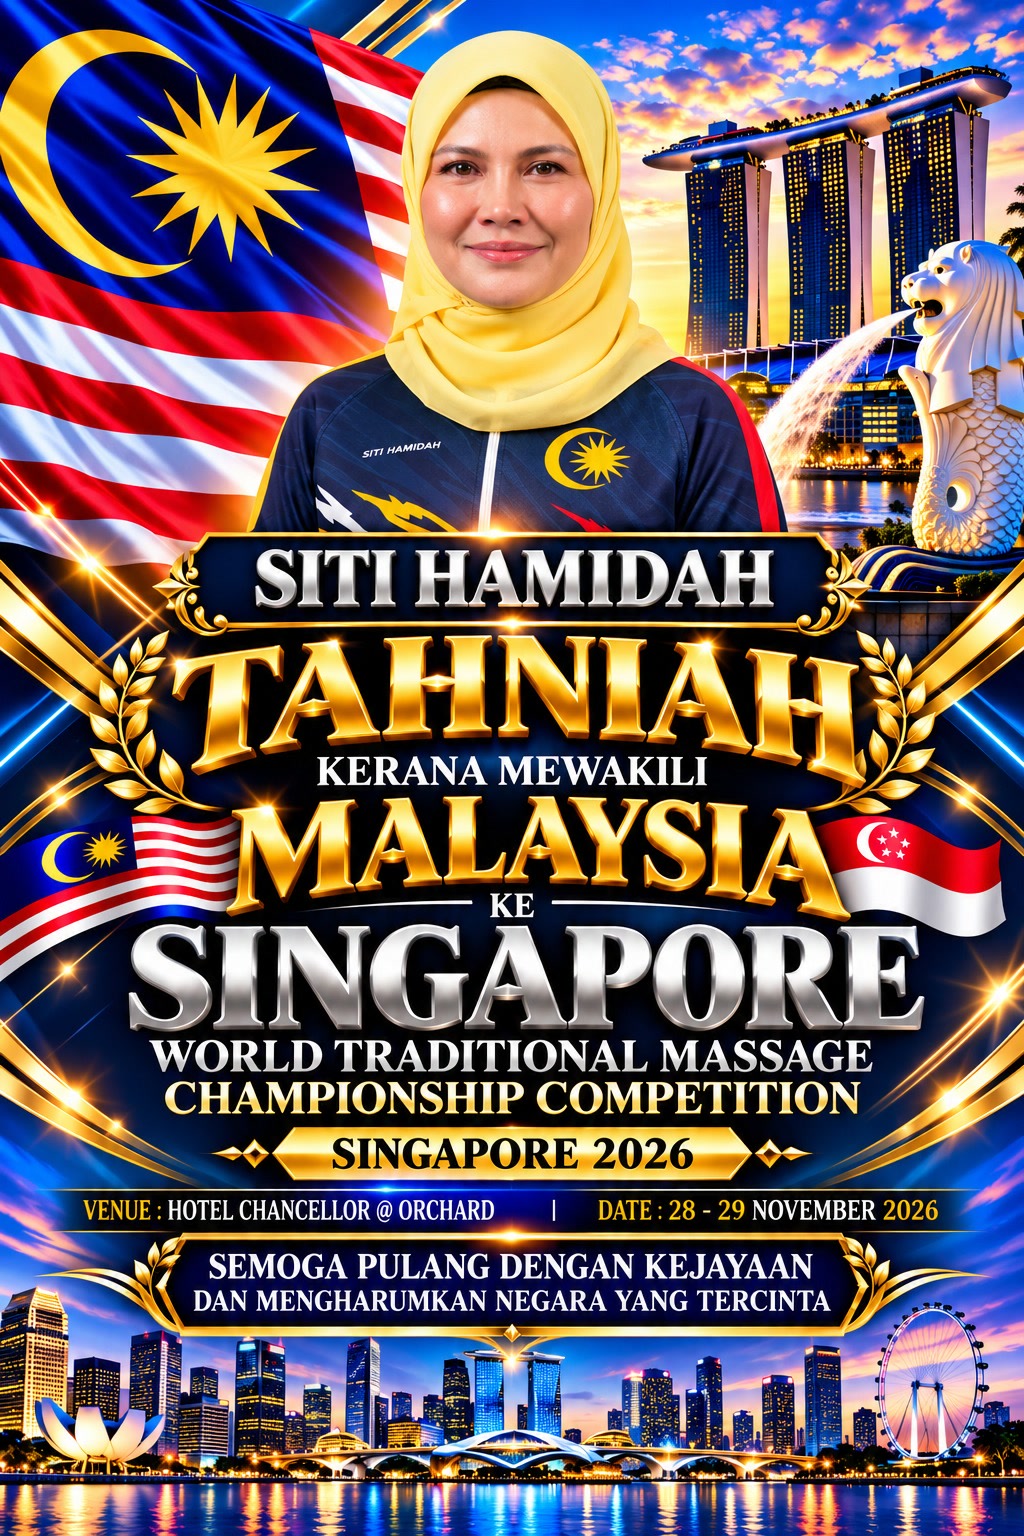 SITI HAMIDAH
SITI HAMIDAH
TAHNIAH
KERANA MEWAKILI
MALAYSIA
KE
SINGAPORE
WORLD TRADITIONAL MASSAGE
CHAMPIONSHIP COMPETITION
SINGAPORE 2026
VENUE : HOTEL CHANCELLOR @ ORCHARD | DATE : 28 - 29 NOVEMBER 2026
SEMOGA PULANG DENGAN KEJAYAAN
DAN MENGHARUMKAN NEGARA YANG TERCINTA